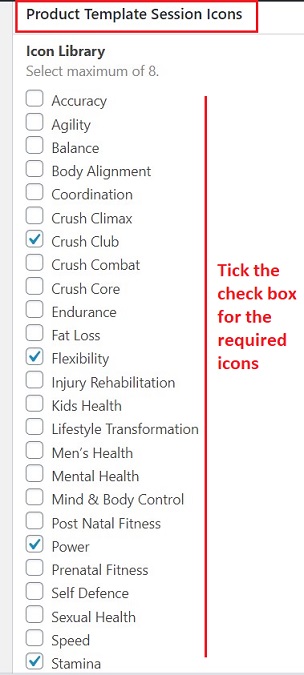 Product Template Session Icons
Icon Library
Select maximum of 8.
Accuracy
Agility
Balance
Body Alignment
Coordination
Crush Climax
Crush Club
Crush Combat
Crush Core
Endurance
Fat Loss
Flexibility
Injury Rehabilitation
Kids Health
Lifestyle Transformation
Men's Health
Mental Health
Mind & Body Control
Post Natal Fitness
Power
Prenatal Fitness
Self Defence
Sexual Health
Speed
Stamina
Tick the
check box
for the
required
icons